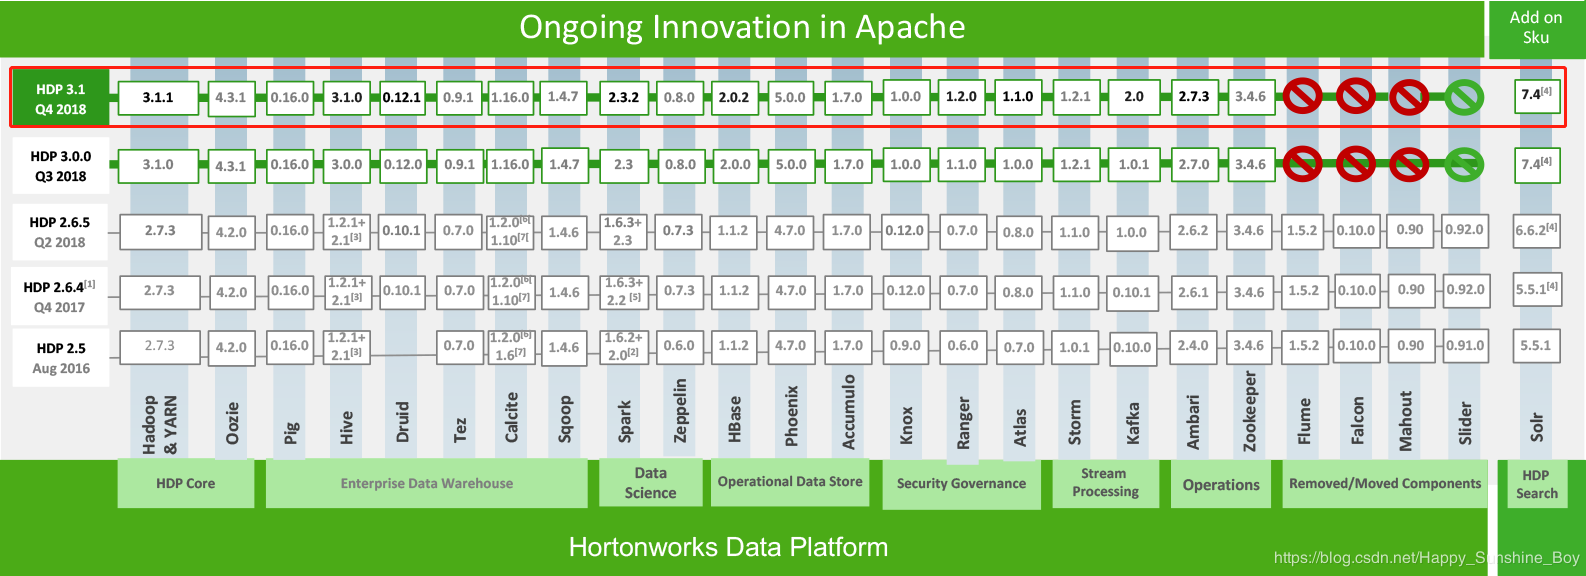 Ongoing Innovation in Apache
Add on
Sku
HDP 3.1
Q4 2018
3.1.1 4.3.1 0.16.0 3.1.0 0.12.1 0.9.1 1.16.0 1.4.7 2.3.2 0.8.0 2.0.2 5.0.0 1.7.0 1.0.0 1.2.0 1.1.0 1.2.1 2.0 2.7.3 3.4.6 7.4[4]
HDP 3.0.0
Q3 2018
3.1.0 4.3.1 0.16.0 3.0.0 0.12.0 0.9.1 1.16.0 1.4.7 2.3 0.8.0 2.0.0 5.0.0 1.7.0 1.0.0 1.1.0 1.0.0 1.2.1 1.0.1 2.7.0 3.4.6 7.4[4]
HDP 2.6.5
Q2 2018
2.7.3 4.2.0 0.16.0 1.2.1+ 2.1[3] 0.10.1 0.7.0 1.2.0[6[ 1.10[7[ 1.4.6 1.6.3+ 2.3 0.7.3 1.1.2 4.7.0 1.7.0 0.12.0 0.7.0 0.8.0 1.1.0 1.0.0 2.6.2 3.4.6 1.5.2 0.10.0 0.90 0.92.0 6.6.2[4]
HDP 2.6.4[1]
Q4 2017
2.7.3 4.2.0 0.16.0 1.2.1+ 2.1[3] 0.10.1 0.7.0 1.2.0[6[ 1.10[7] 1.4.6 1.6.3+ 2.2 [5] 0.7.3 1.1.2 4.7.0 1.7.0 0.12.0 0.7.0 0.8.0 1.1.0 0.10.1 2.6.1 3.4.6 1.5.2 0.10.0 0.90 0.92.0 5.5.1[4]
HDP 2.5
Aug 2016
2.7.3 4.2.0 0.16.0 1.2.1+ 2.1[3] 0.7.0 1.2.0[6[ 1.6[7] 1.4.6 1.6.2+ 2.0[2] 0.6.0 1.1.2 4.7.0 1.7.0 0.9.0 0.6.0 0.7.0 1.0.1 0.10.0 2.4.0 3.4.6 1.5.2 0.10.0 0.90 0.91.0 5.5.1
Hadoop
& YARN
Oozie
Pig
Hive
Druid
Tez
Calcite
Sqoop
Spark
Zeppelin
HBase
Phoenix
Accumulo
Knox
Ranger
Atlas
Storm
Kafka
Ambari
Zookeeper
Flume
Falcon
Mahout
Slider
Solr
HDP Core
Enterprise Data Warehouse
Data
Science
Operational Data Store
Security Governance
Stream
Processing
Operations
Removed/Moved Components
HDP
Search
Hortonworks Data Platform
https://blog.csdn.net/Happy_Sunshine_Boy